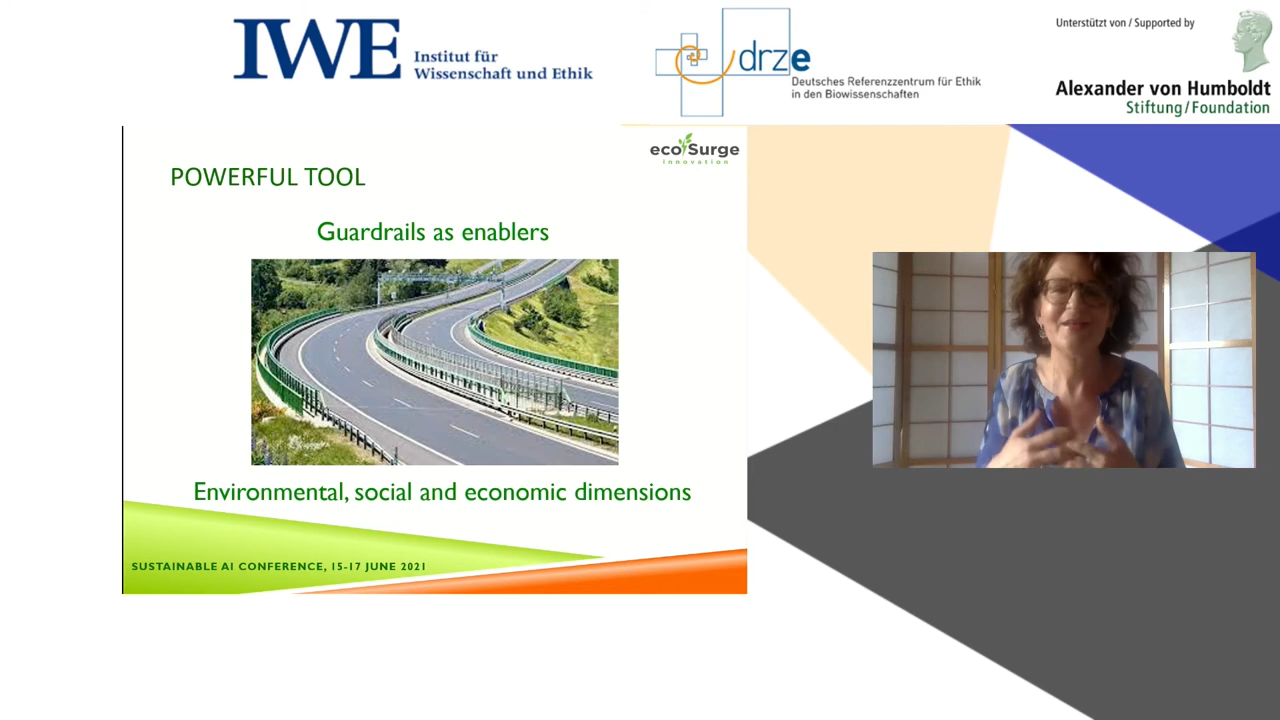 IWE Institut für
Wissenschaft und Ethik
drze
Deutsches Referenzzentrum für Ethik
in den Biowissenschaften
Unterstützt von / Supported by
Alexander von Humboldt
Stiftung/Foundation
ecoSurge
innovation
POWERFUL TOOL
Guardrails as enablers
Environmental, social and economic dimensions
SUSTAINABLE AI CONFERENCE, 15-17 JUNE 2021